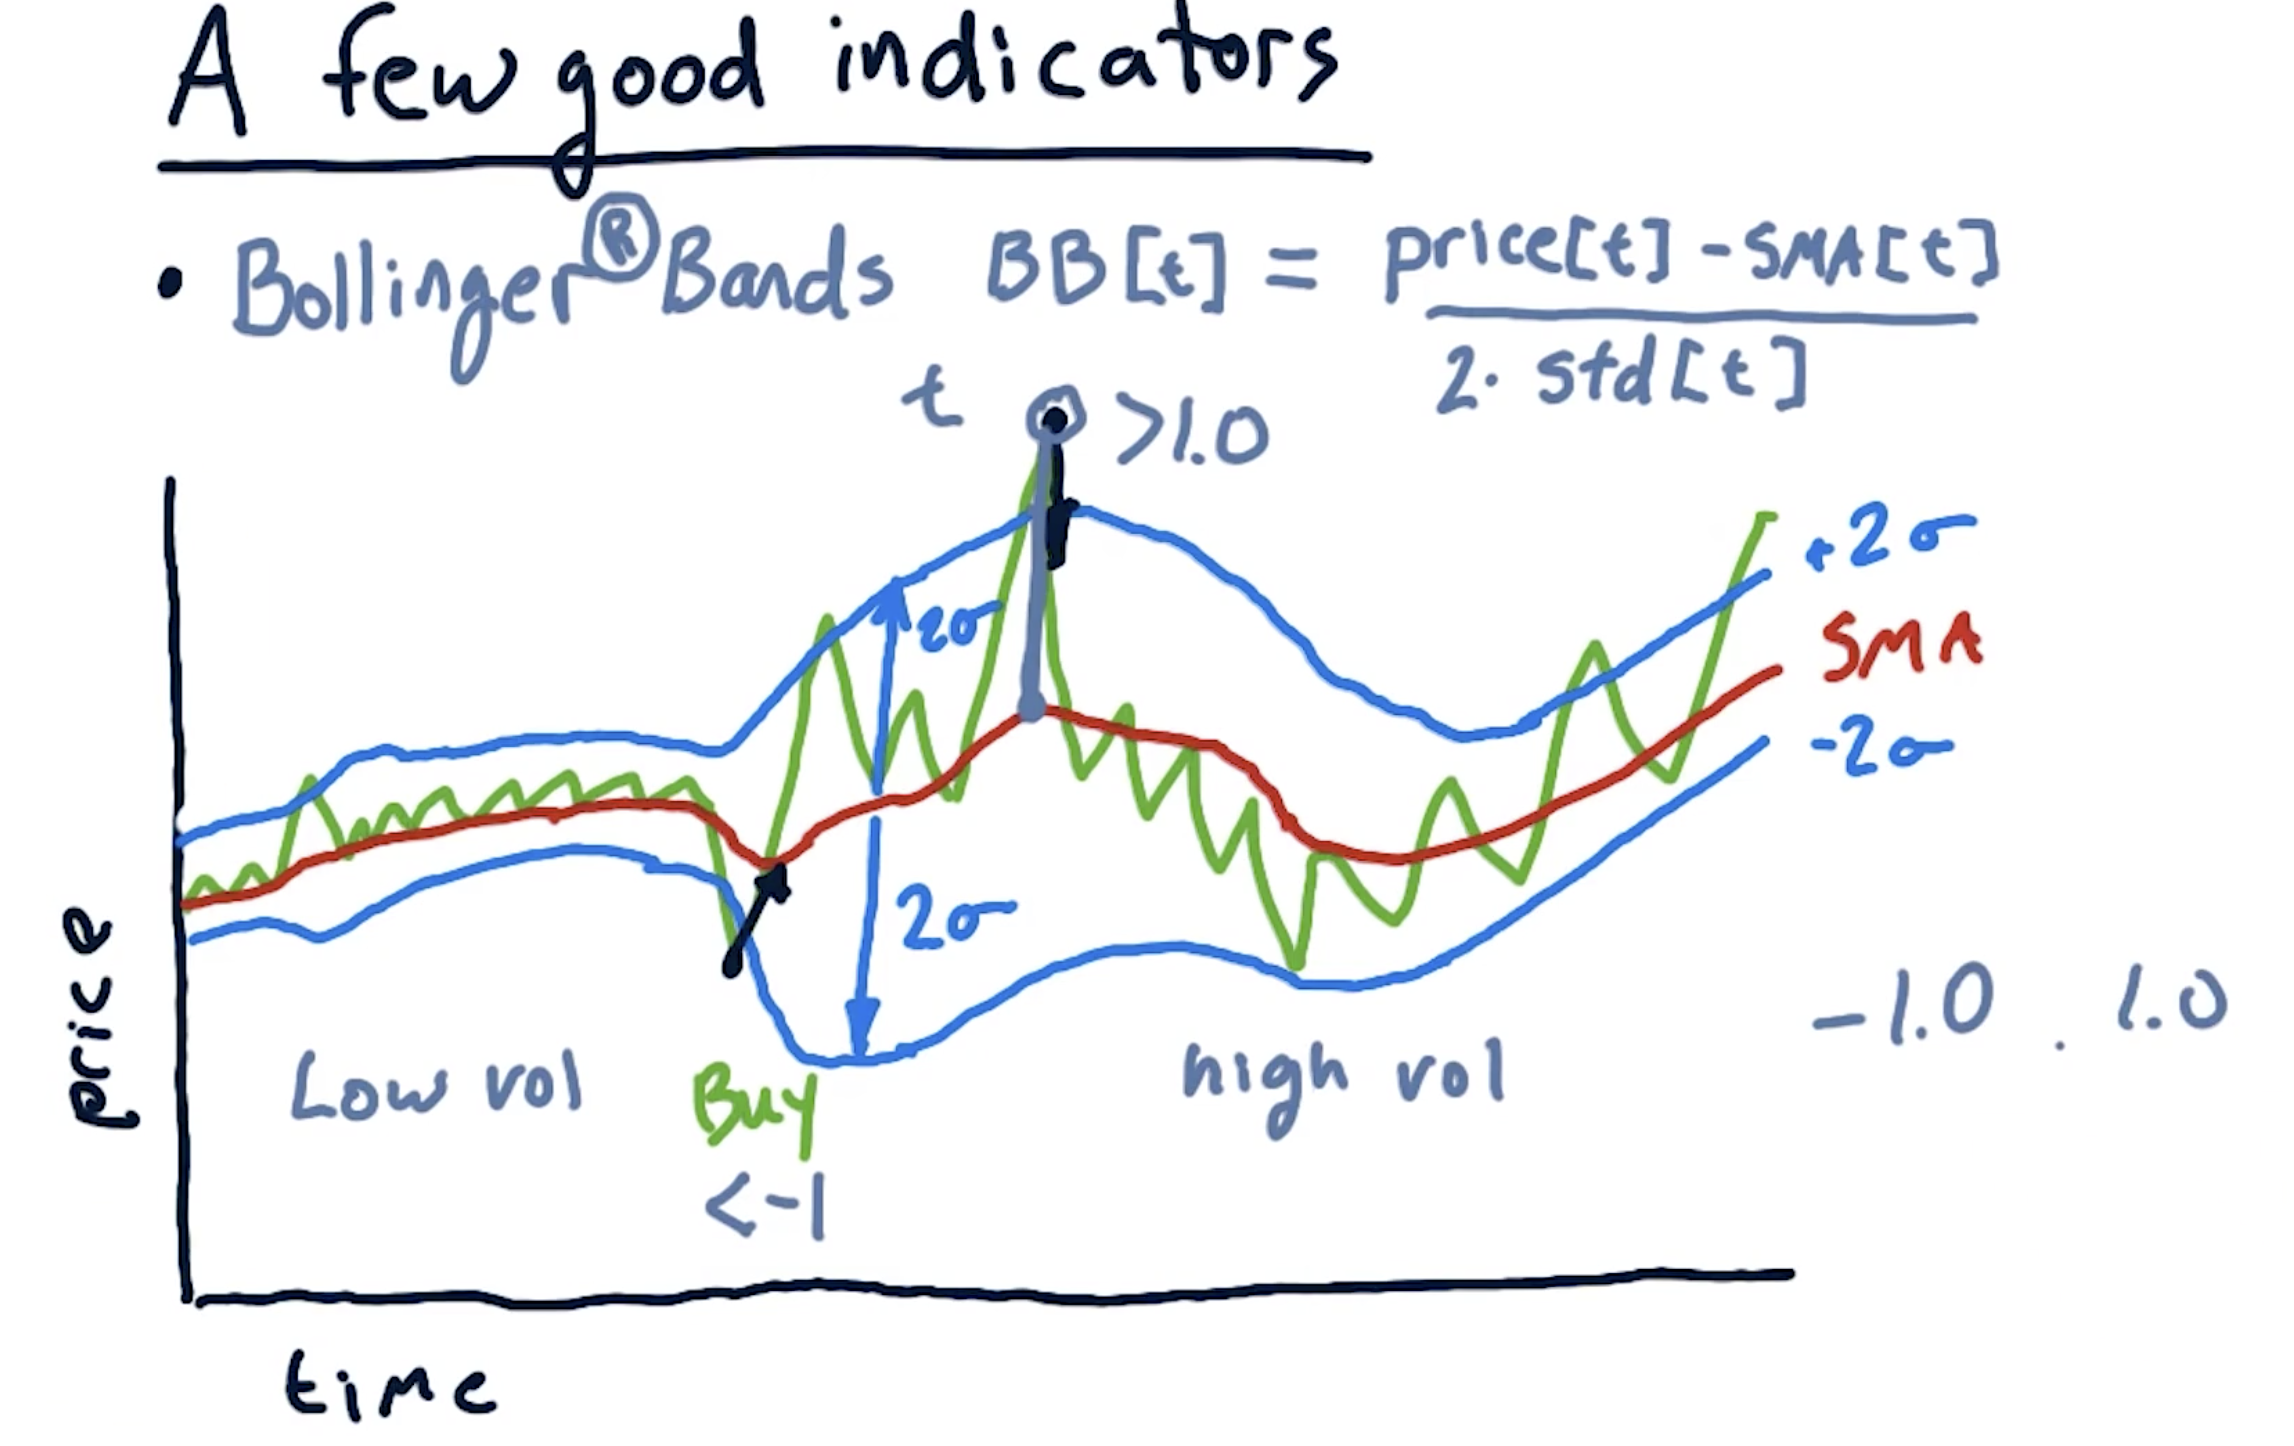 A few good indicators
• Bollinger® Bands BB[t] = price[t] - SMA[t]
2· std[t]
t >1.0
+2σ
2σ
SMA
-2σ
2σ
price
-1.0 . 1.0
Low vol
high vol
Buy
<-1
time